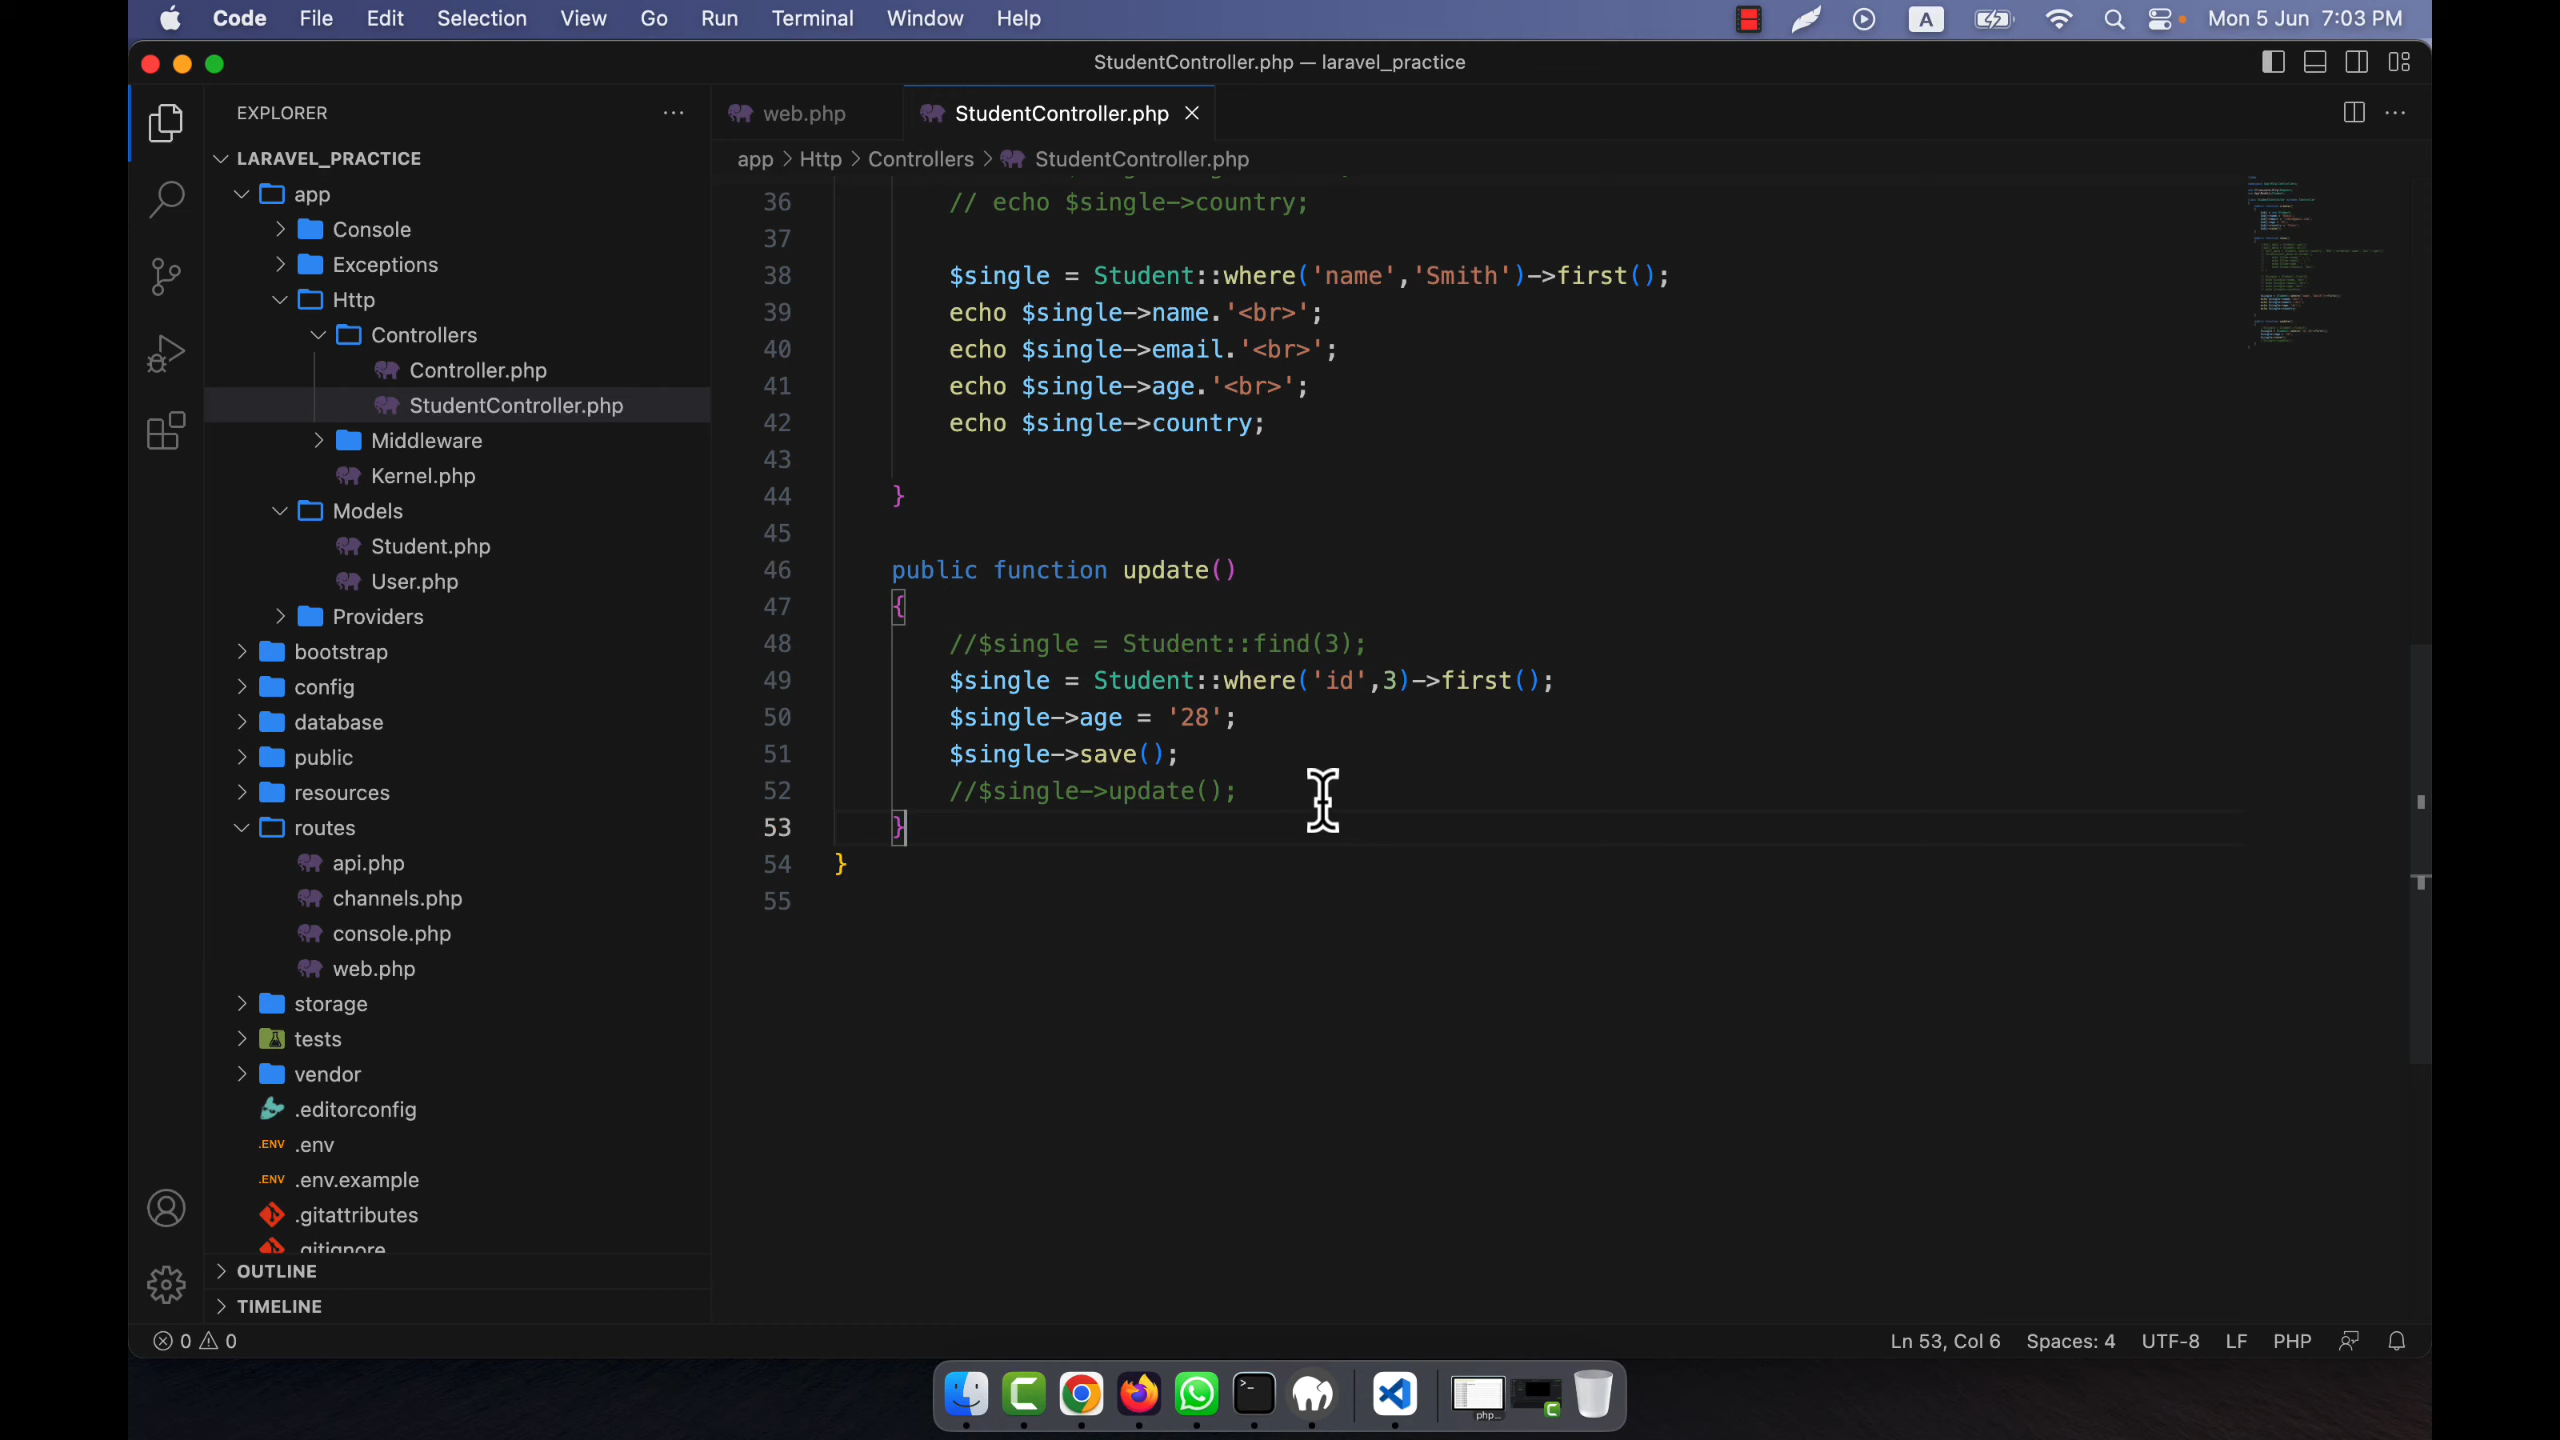 Code File Edit Selection View Go Run Terminal Window Help A Mon 5 Jun 7:03 PM
StudentController.php — laravel_practice
EXPLORER
LARAVEL_PRACTICE
app
Console
Exceptions
Http
Controllers
Controller.php
StudentController.php
Middleware
Kernel.php
Models
Student.php
User.php
Providers
bootstrap
config
database
public
resources
routes
api.php
channels.php
console.php
web.php
storage
tests
vendor
.editorconfig
.ENV .env
.ENV .env.example
.gitattributes
.gitignore
OUTLINE
TIMELINE
web.php StudentController.php
app > Http > Controllers > StudentController.php
36 // echo $single->country;
37
38 $single = Student::where('name','Smith')->first();
39 echo $single->name.'<br>';
40 echo $single->email.'<br>';
41 echo $single->age.'<br>';
42 echo $single->country;
43
44 }
45
46 public function update()
47 {
48 //$single = Student::find(3);
49 $single = Student::where('id',3)->first();
50 $single->age = '28';
51 $single->save();
52 //$single->update();
53 }
54 }
55
0 0 Ln 53, Col 6 Spaces: 4 UTF-8 LF PHP
php...